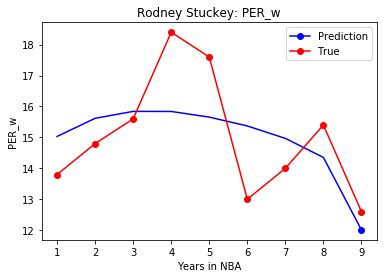 Rodney Stuckey: PER_w
Prediction
True
PER_w
18
17
16
15
14
13
12
1 2 3 4 5 6 7 8 9
Years in NBA